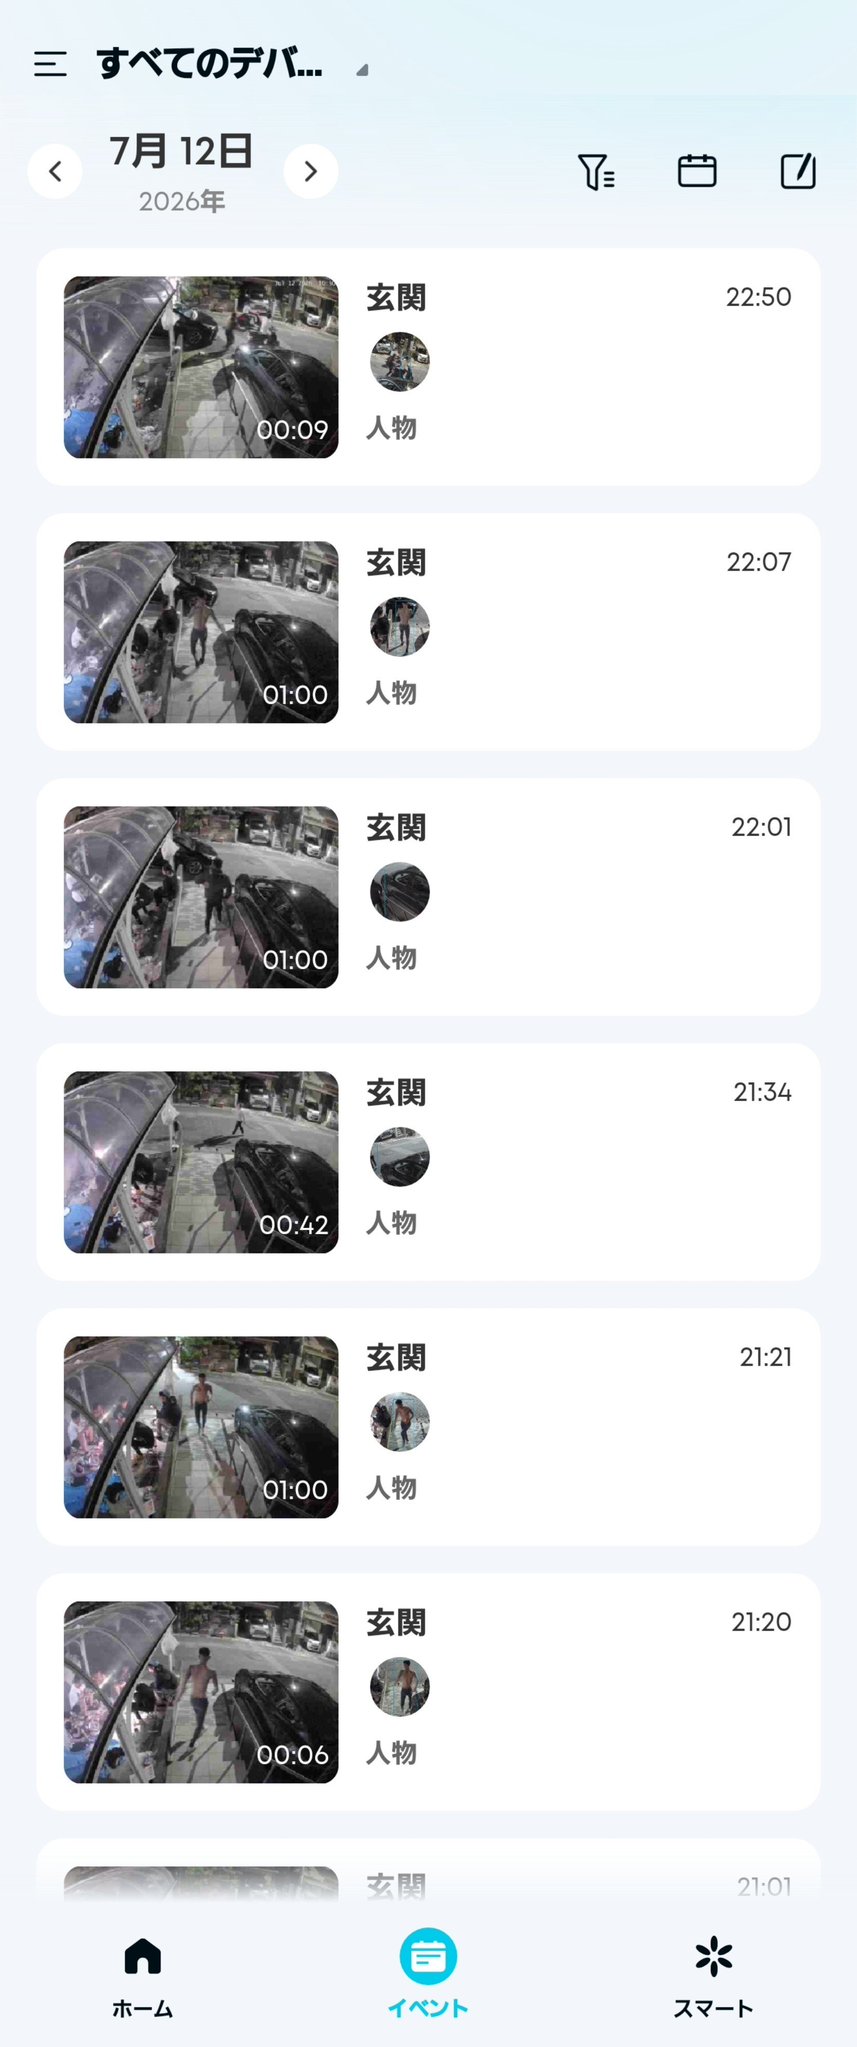 すべてのデバ...
7月 12日
2026年
玄関
22:50
00:09
人物
玄関
22:07
01:00
人物
玄関
22:01
01:00
人物
玄関
21:34
00:42
人物
玄関
21:21
01:00
人物
玄関
21:20
00:06
人物
玄関
21:01
ホーム
イベント
スマート